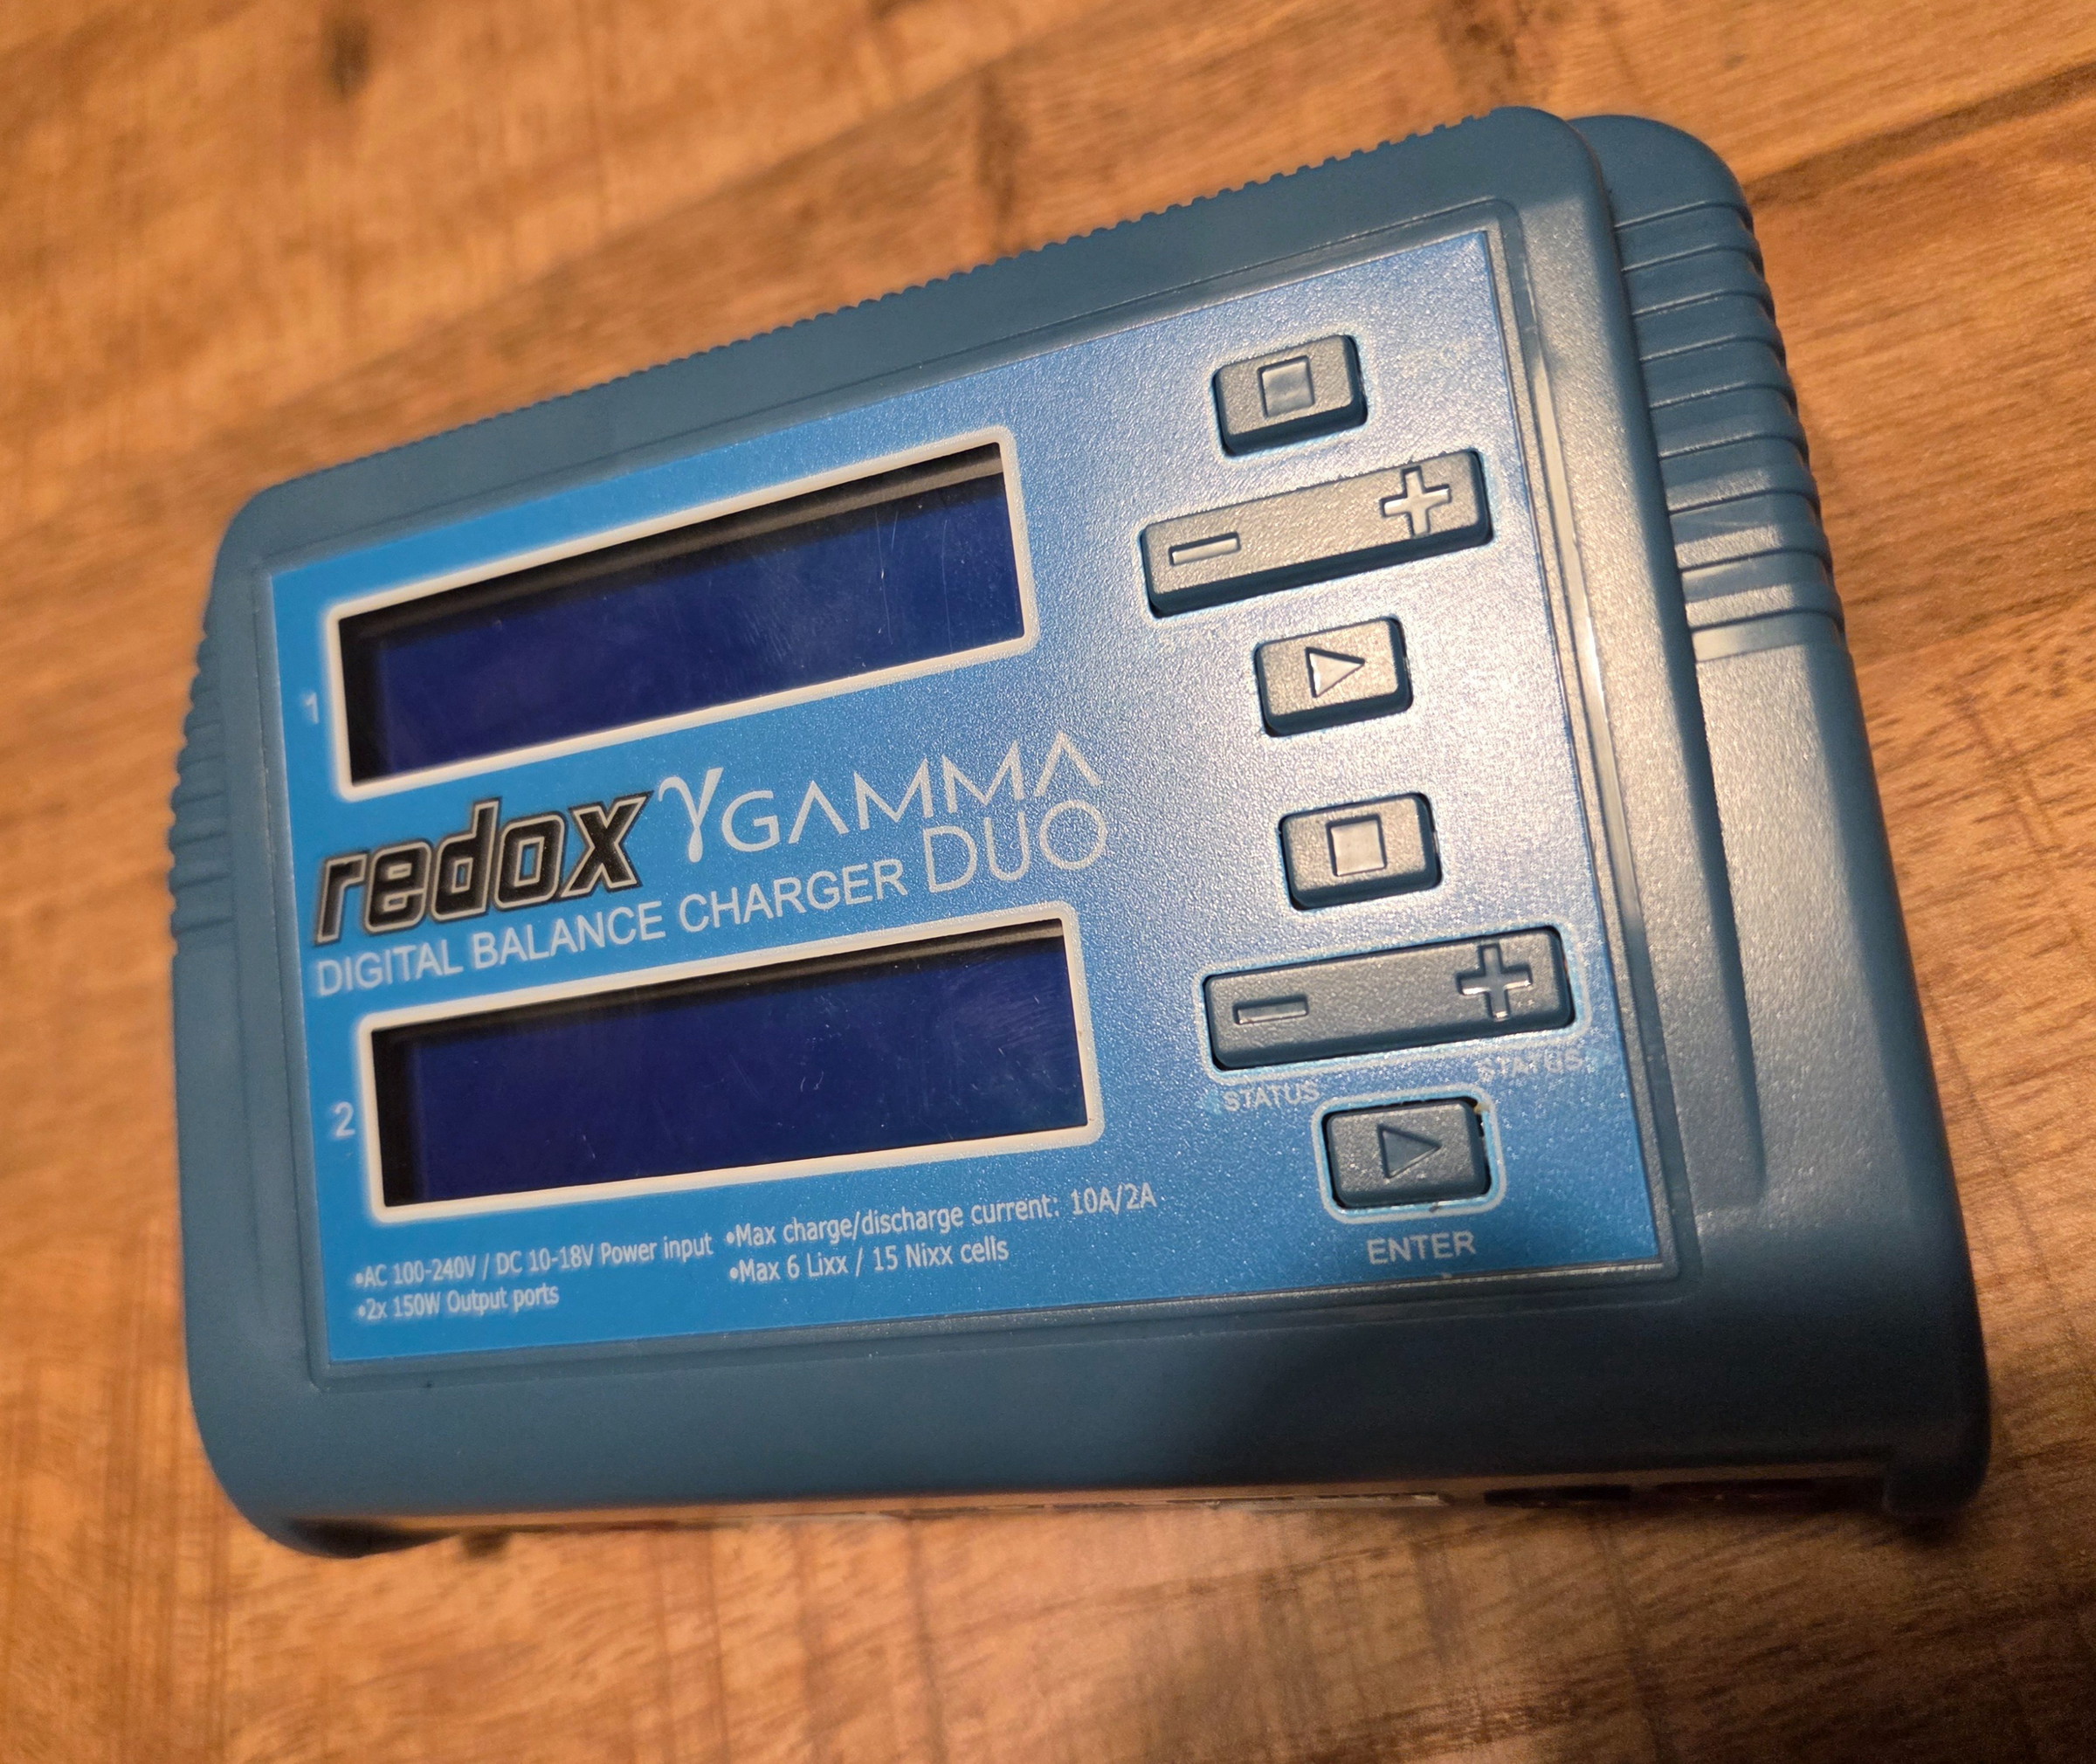 1
redox γ GAMMA
DIGITAL BALANCE CHARGER DUO
2
•AC 100-240V / DC 10-18V Power input
•2x 150W Output ports
•Max charge/discharge current: 10A/2A
•Max 6 Lixx / 15 Nixx cells
- +
- +
STATUS STATUS
ENTER